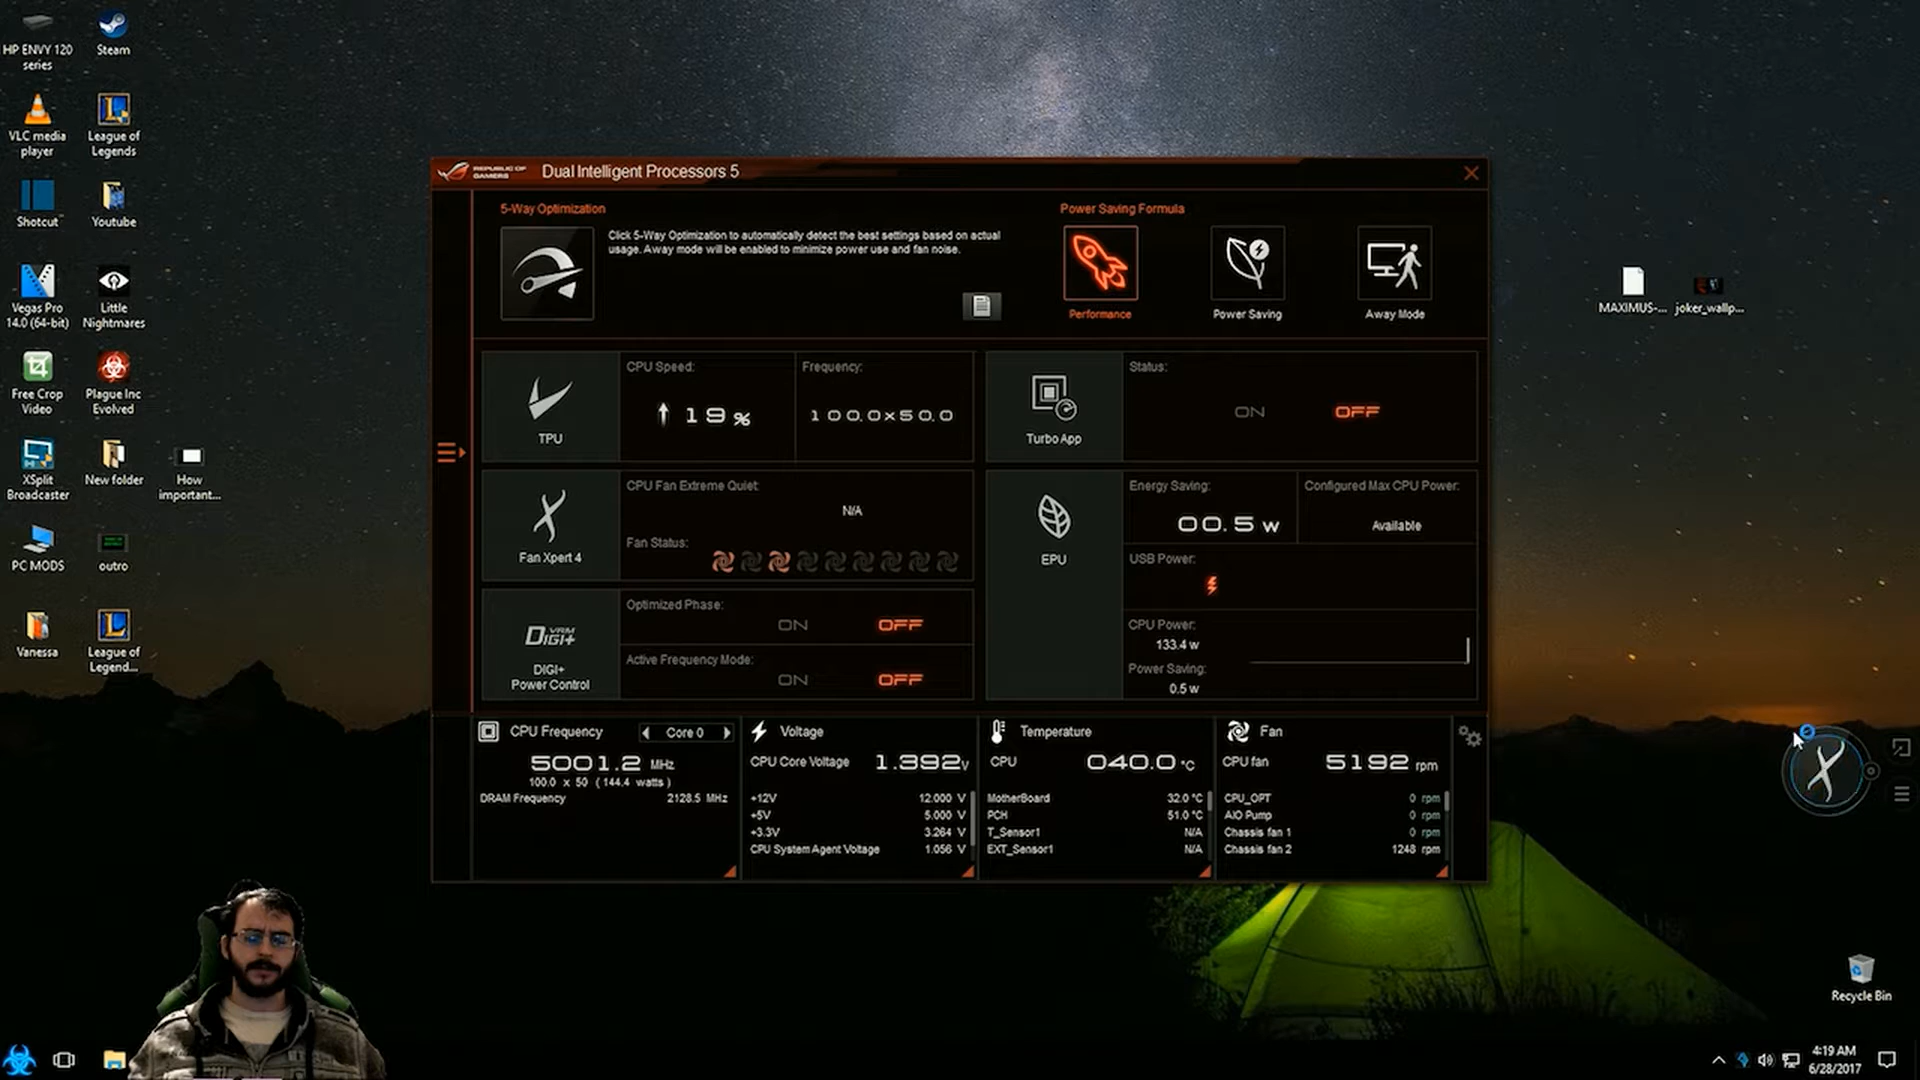 HP ENVY 120
series
Steam
VLC media
player
League of
Legends
Shotcut
Youtube
Vegas Pro
14.0 (64-bit)
Little
Nightmares
Free Crop
Video
Plague Inc
Evolved
XSplit
Broadcaster
New folder
How
important...
PC MODS
outro
Vanessa
League of
Legend...
REPUBLIC OF
GAMERS
Dual Intelligent Processors 5
5-Way Optimization
Click 5-Way Optimization to automatically detect the best settings based on actual
usage. Away mode will be enabled to minimize power use and fan noise.
Power Saving Formula
Performance
Power Saving
Away Mode
TPU
CPU Speed:
19 %
Frequency:
100.0x50.0
Turbo App
Status:
ON OFF
Fan Xpert 4
CPU Fan Extreme Quiet:
N/A
Fan Status:
EPU
Energy Saving:
00.5 w
Configured Max CPU Power:
Available
USB Power:
CPU Power:
133.4 w
Power Saving:
0.5 w
VRM
DIGI+
DIGI+
Power Control
Optimized Phase:
ON OFF
Active Frequency Mode:
ON OFF
CPU Frequency
Core 0
5001.2 MHz
100.0 x 50 ( 144.4 watts )
DRAM Frequency 2128.5 MHz
Voltage
CPU Core Voltage 1.392v
+12V 12.000 V
+5V 5.000 V
+3.3V 3.264 V
CPU System Agent Voltage 1.056 V
Temperature
CPU 040.0 °C
MotherBoard 32.0 °C
PCH 51.0 °C
T_Sensor1 N/A
EXT_Sensor1 N/A
Fan
CPU fan 5192 rpm
CPU_OPT 0 rpm
AIO Pump 0 rpm
Chassis fan 1 0 rpm
Chassis fan 2 1248 rpm
MAXIMUS-...
joker_wallp...
Recycle Bin
4:19 AM
6/28/2017